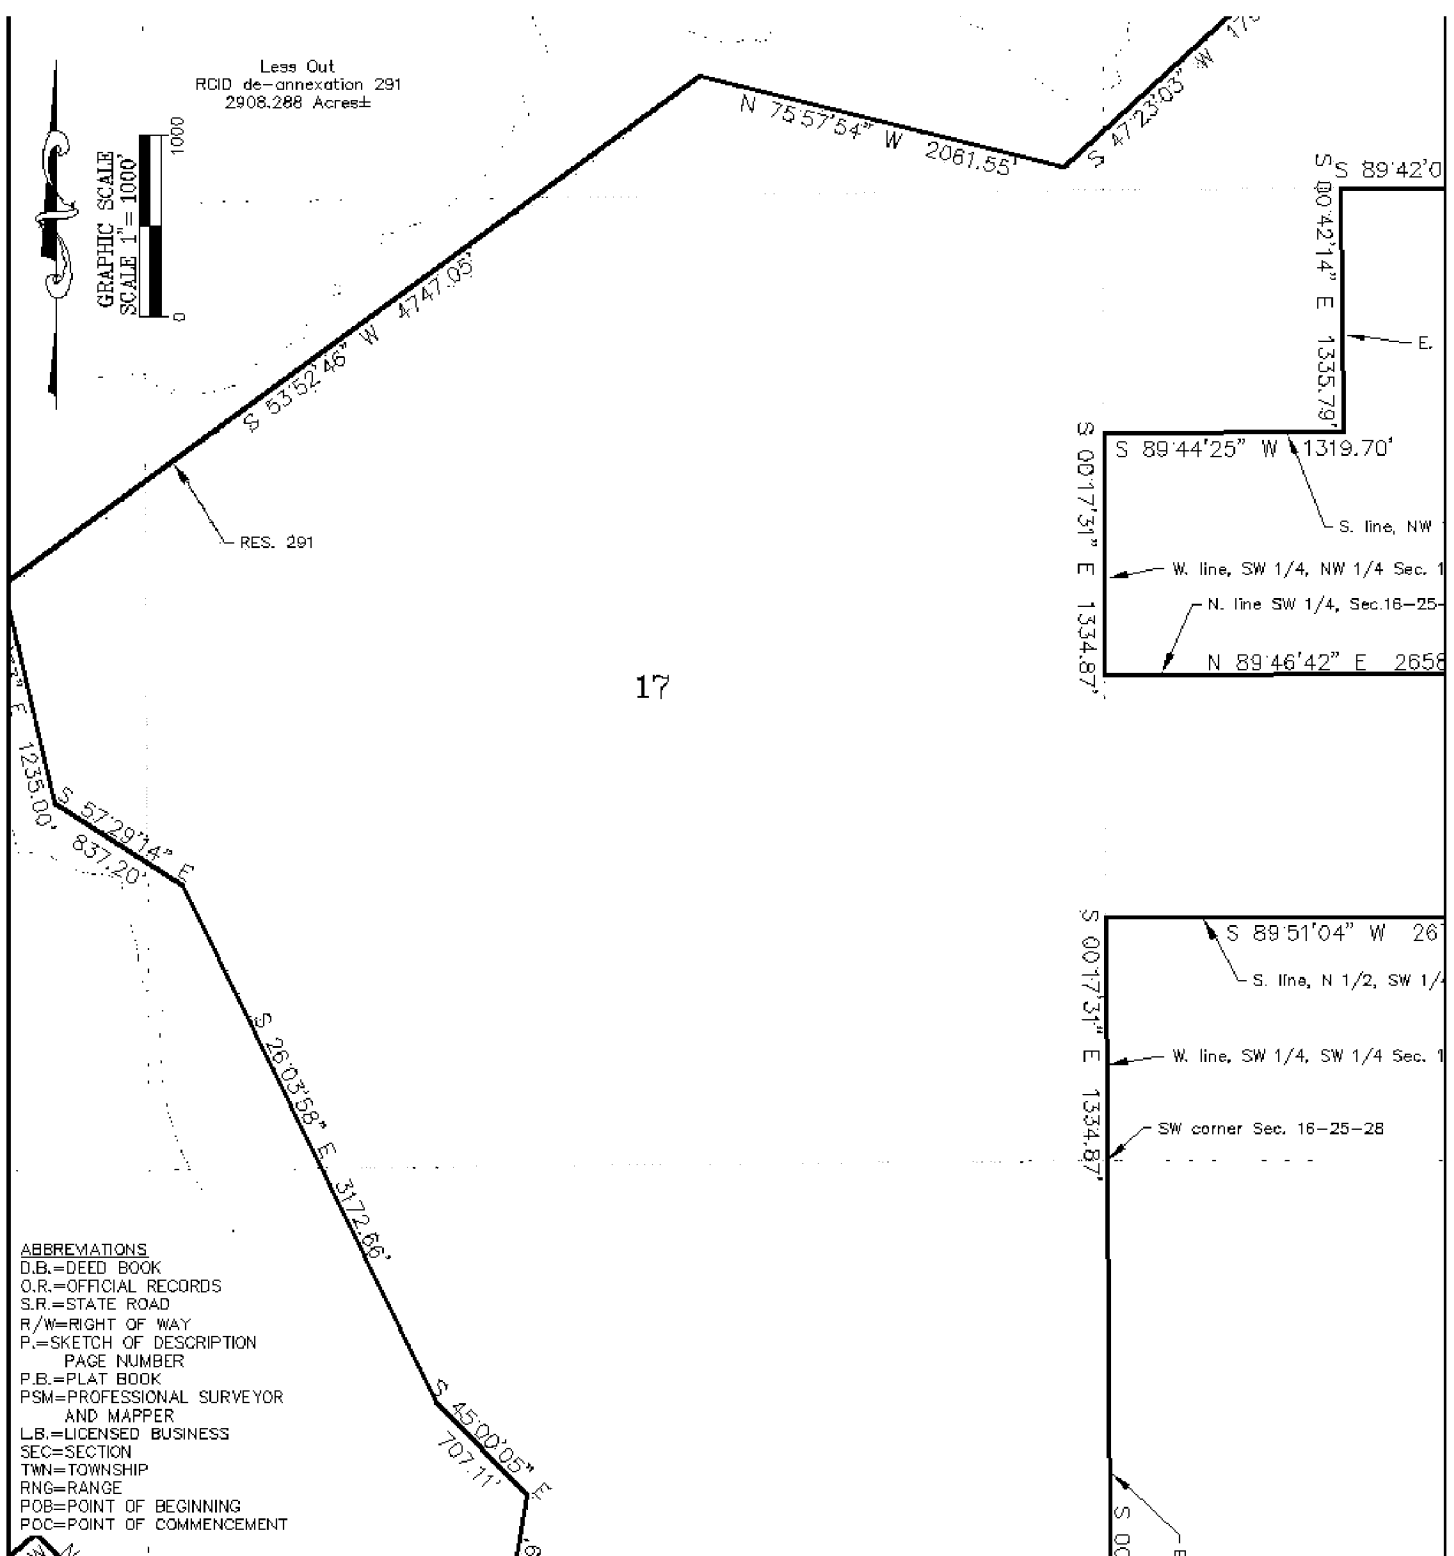 Less Out
RCID de-annexation 291
2908.288 Acres±
GRAPHIC SCALE
SCALE 1"= 1000'
0
1000
N 75°57'54" W 2061.55'
S 47°23'03" W
S 53°52'46" W 4747.05'
RES. 291
S 89°42'0
S 00°42'14" E 1335.79'
E.
S 89°44'25" W 1319.70'
S. line, NW
S 00°17'31" E 1334.87'
W. line, SW 1/4, NW 1/4 Sec. 1
N. line SW 1/4, Sec.16-25-
N 89°46'42" E 2658
17
E 1235.00'
S 57°29'14" E
837.20'
S 89°51'04" W 26
S. line, N 1/2, SW 1/4
S 00°17'31" E 1334.87'
W. line, SW 1/4, SW 1/4 Sec. 1
SW corner Sec. 16-25-28
S 26°03'58" E 3172.66'
S 45°00'05" E
707.11'
ABBREVIATIONS
D.B.=DEED BOOK
O.R.=OFFICIAL RECORDS
S.R.=STATE ROAD
R/W=RIGHT OF WAY
P.=SKETCH OF DESCRIPTION
PAGE NUMBER
P.B.=PLAT BOOK
PSM=PROFESSIONAL SURVEYOR
AND MAPPER
L.B.=LICENSED BUSINESS
SEC=SECTION
TWN=TOWNSHIP
RNG=RANGE
POB=POINT OF BEGINNING
POC=POINT OF COMMENCEMENT
S 00